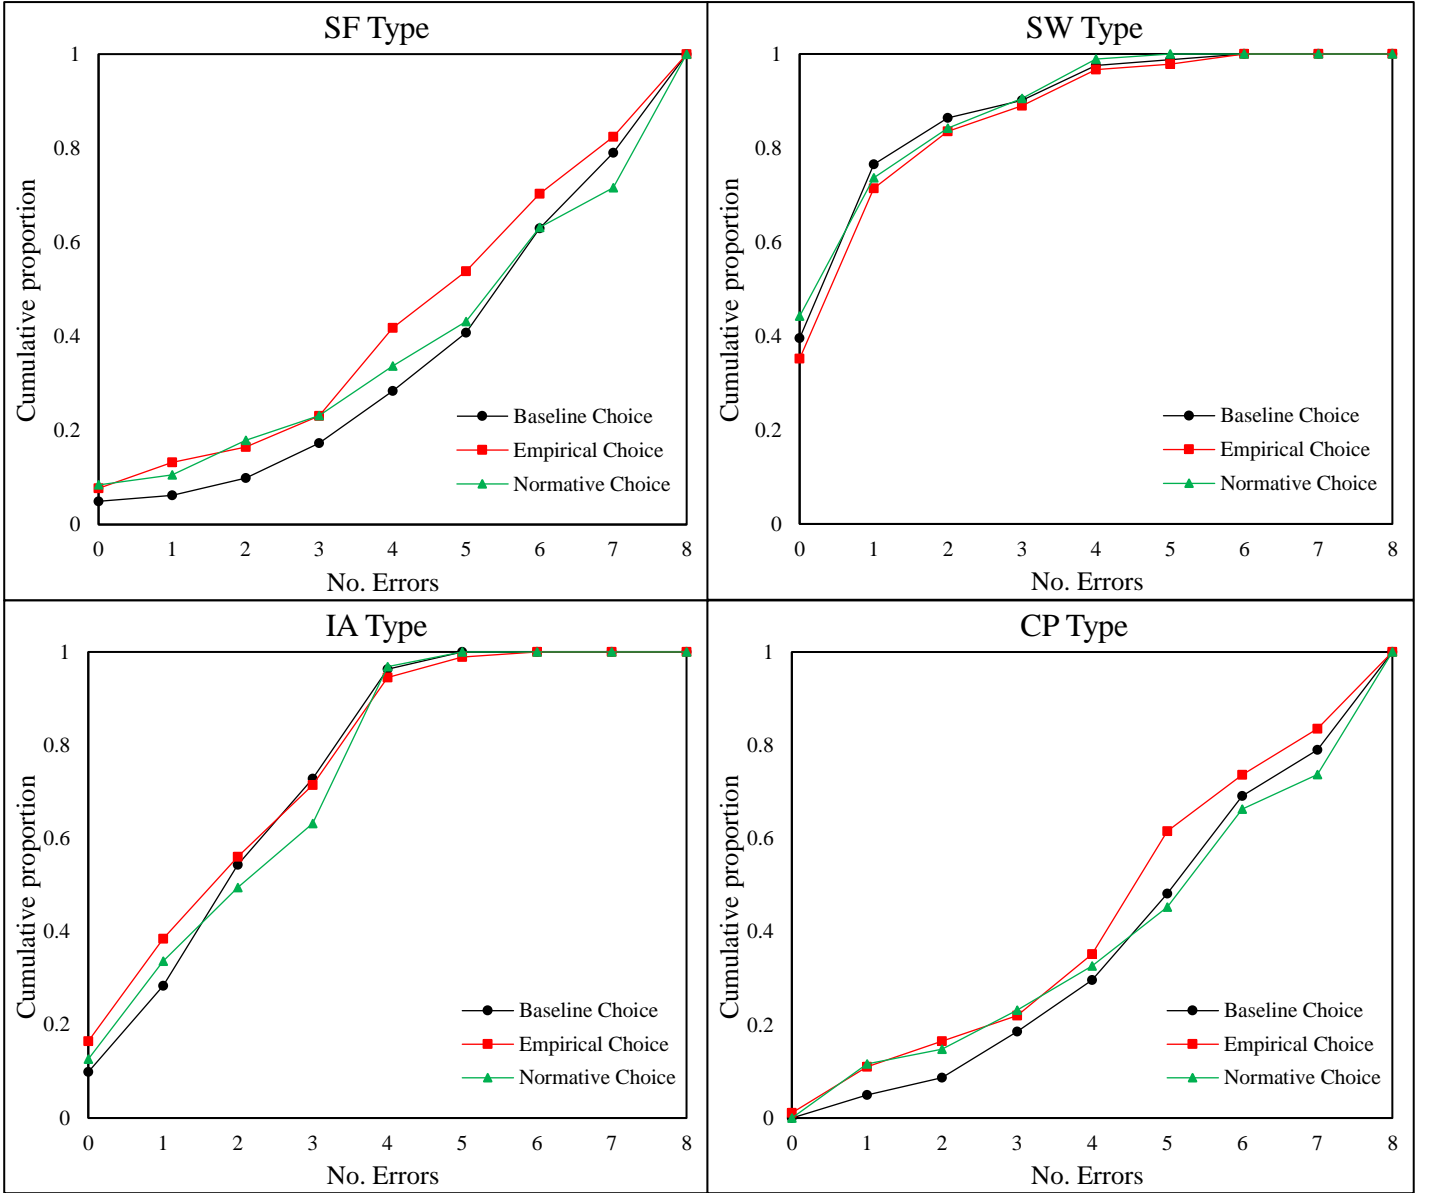 SF Type
1
0.8
0.6
0.4
0.2
0
Cumulative proportion
Baseline Choice
Empirical Choice
Normative Choice
0 1 2 3 4 5 6 7 8
No. Errors
SW Type
1
0.8
0.6
0.4
0.2
0
Cumulative proportion
Baseline Choice
Empirical Choice
Normative Choice
0 1 2 3 4 5 6 7 8
No. Errors
IA Type
1
0.8
0.6
0.4
0.2
0
Cumulative proportion
Baseline Choice
Empirical Choice
Normative Choice
0 1 2 3 4 5 6 7 8
No. Errors
CP Type
1
0.8
0.6
0.4
0.2
0
Cumulative proportion
Baseline Choice
Empirical Choice
Normative Choice
0 1 2 3 4 5 6 7 8
No. Errors